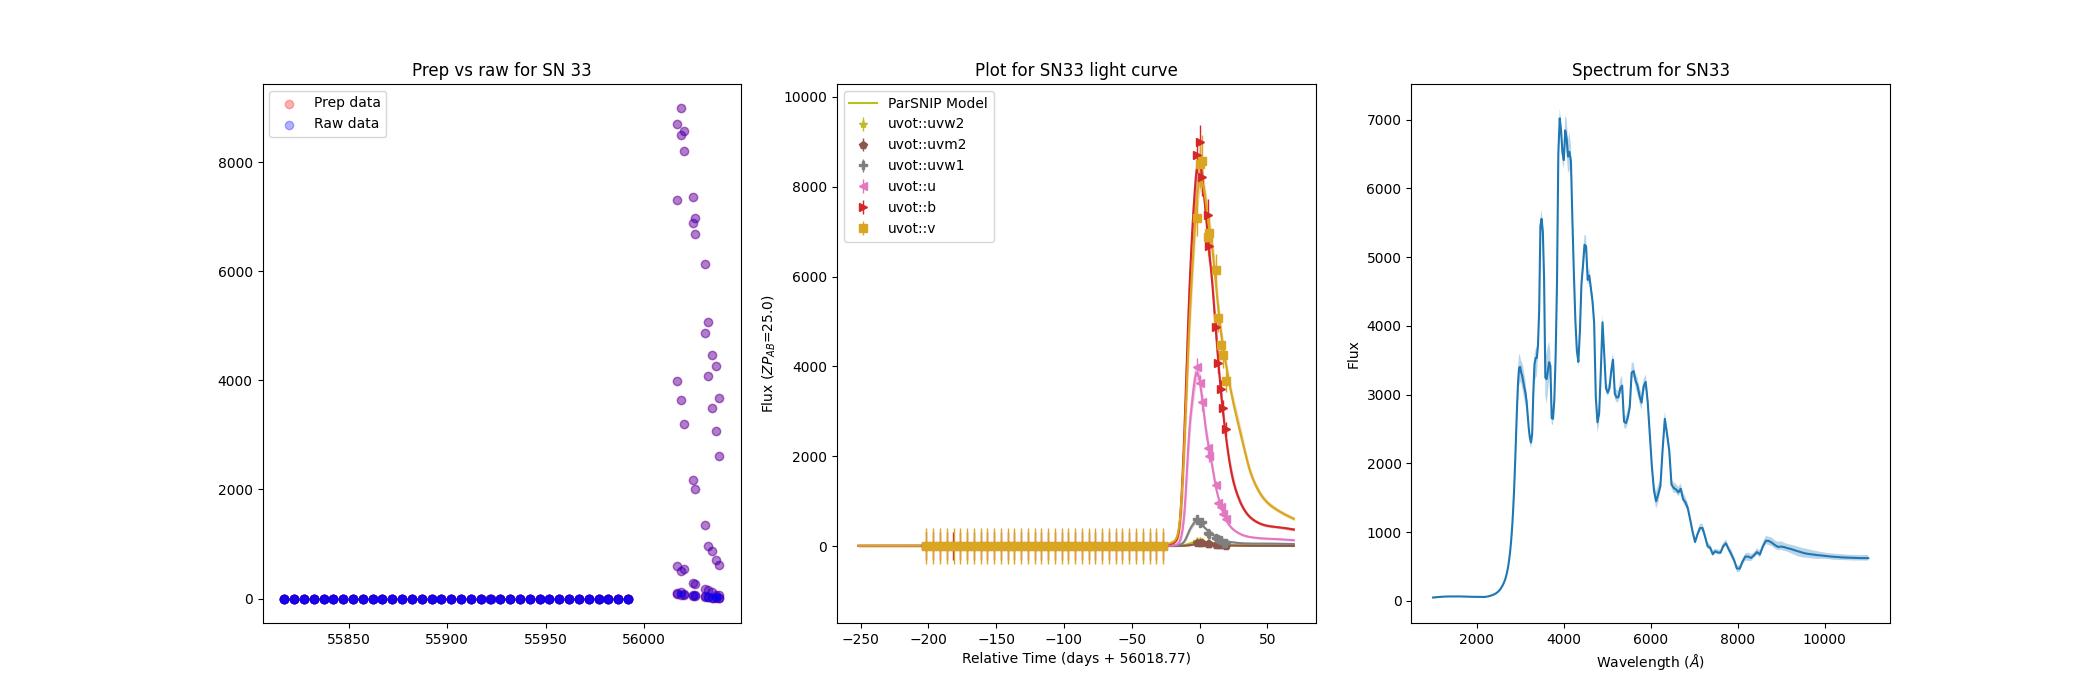 Prep vs raw for SN 33
Prep data
Raw data
8000
6000
4000
2000
0
55850
55900
55950
56000
Plot for SN33 light curve
ParSNIP Model
uvot::uvw2
uvot::uvm2
uvot::uvw1
uvot::u
uvot::b
uvot::v
10000
8000
6000
4000
2000
0
Flux (ZP_AB=25.0)
−250
−200
−150
−100
−50
0
50
Relative Time (days + 56018.77)
Spectrum for SN33
7000
6000
5000
4000
3000
2000
1000
0
Flux
2000
4000
6000
8000
10000
Wavelength (Å)